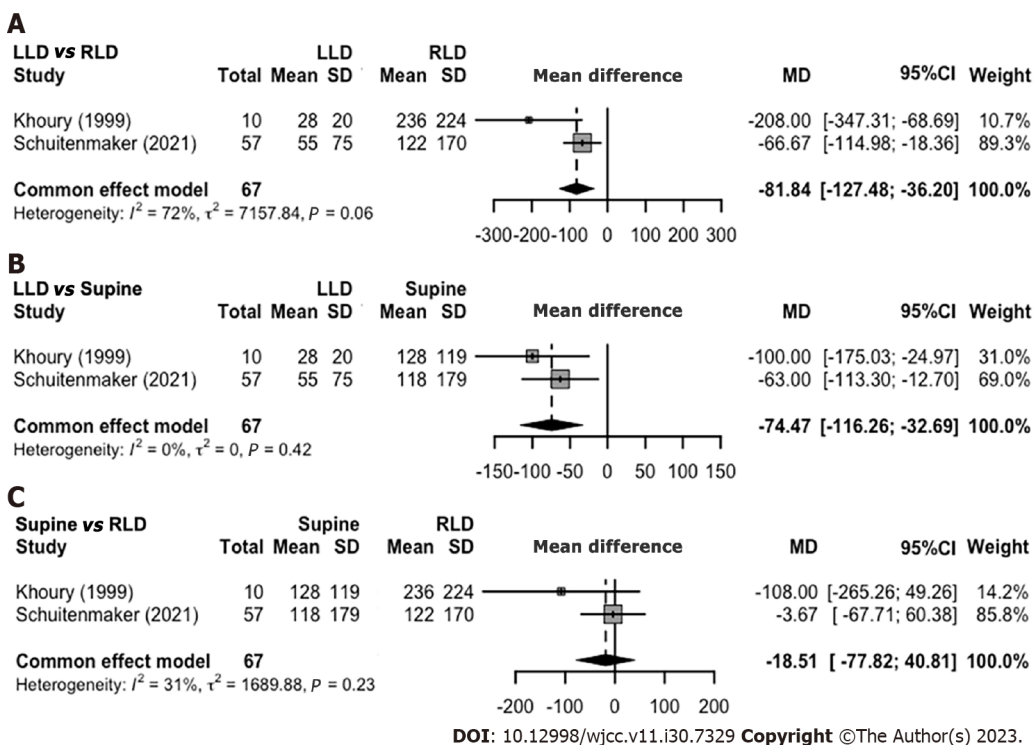 A
LLD vs RLD LLD RLD
Study Total Mean SD Mean SD Mean difference MD 95%CI Weight
Khoury (1999) 10 28 20 236 224 -208.00 [-347.31; -68.69] 10.7%
Schuitenmaker (2021) 57 55 75 122 170 -66.67 [-114.98; -18.36] 89.3%
Common effect model 67 -81.84 [-127.48; -36.20] 100.0%
Heterogeneity: I² = 72%, τ² = 7157.84, P = 0.06
-300 -200 -100 0 100 200 300
B
LLD vs Supine LLD Supine
Study Total Mean SD Mean SD Mean difference MD 95%CI Weight
Khoury (1999) 10 28 20 128 119 -100.00 [-175.03; -24.97] 31.0%
Schuitenmaker (2021) 57 55 75 118 179 -63.00 [-113.30; -12.70] 69.0%
Common effect model 67 -74.47 [-116.26; -32.69] 100.0%
Heterogeneity: I² = 0%, τ² = 0, P = 0.42
-150 -100 -50 0 50 100 150
C
Supine vs RLD Supine RLD
Study Total Mean SD Mean SD Mean difference MD 95%CI Weight
Khoury (1999) 10 128 119 236 224 -108.00 [-265.26; 49.26] 14.2%
Schuitenmaker (2021) 57 118 179 122 170 -3.67 [ -67.71; 60.38] 85.8%
Common effect model 67 -18.51 [ -77.82; 40.81] 100.0%
Heterogeneity: I² = 31%, τ² = 1689.88, P = 0.23
-200 -100 0 100 200
DOI: 10.12998/wjcc.v11.i30.7329 Copyright ©The Author(s) 2023.